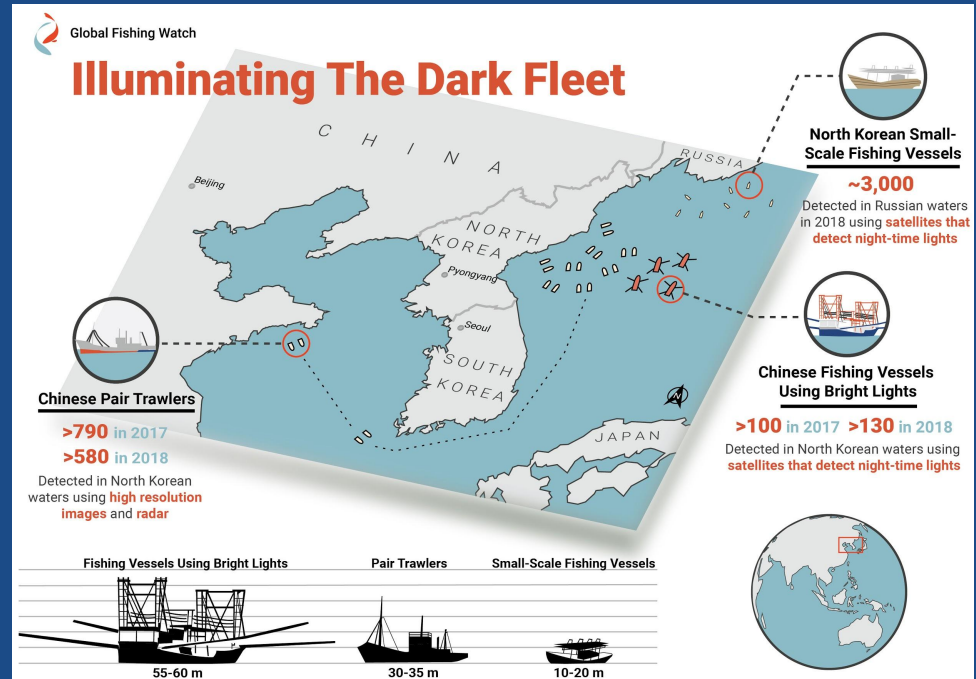 Global Fishing Watch
Illuminating The Dark Fleet
CHINA
RUSSIA
Beijing
NORTH
KOREA
Pyongyang
Seoul
SOUTH
KOREA
JAPAN
North Korean Small-
Scale Fishing Vessels
~3,000
Detected in Russian waters
in 2018 using satellites that
detect night-time lights
Chinese Fishing Vessels
Using Bright Lights
>100 in 2017 >130 in 2018
Detected in North Korean waters using
satellites that detect night-time lights
Chinese Pair Trawlers
>790 in 2017
>580 in 2018
Detected in North Korean
waters using high resolution
images and radar
Fishing Vessels Using Bright Lights
Pair Trawlers
Small-Scale Fishing Vessels
55-60 m
30-35 m
10-20 m